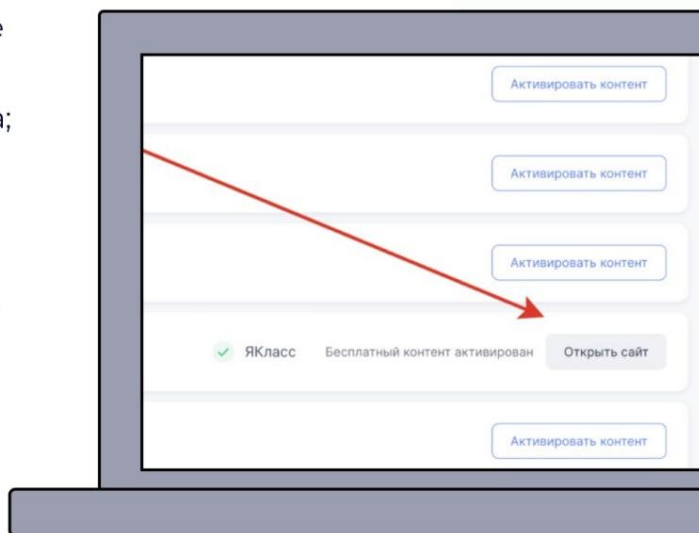 е
а;
Активировать контент
Активировать контент
Активировать контент
ЯКласс Бесплатный контент активирован Открыть сайт
Активировать контент